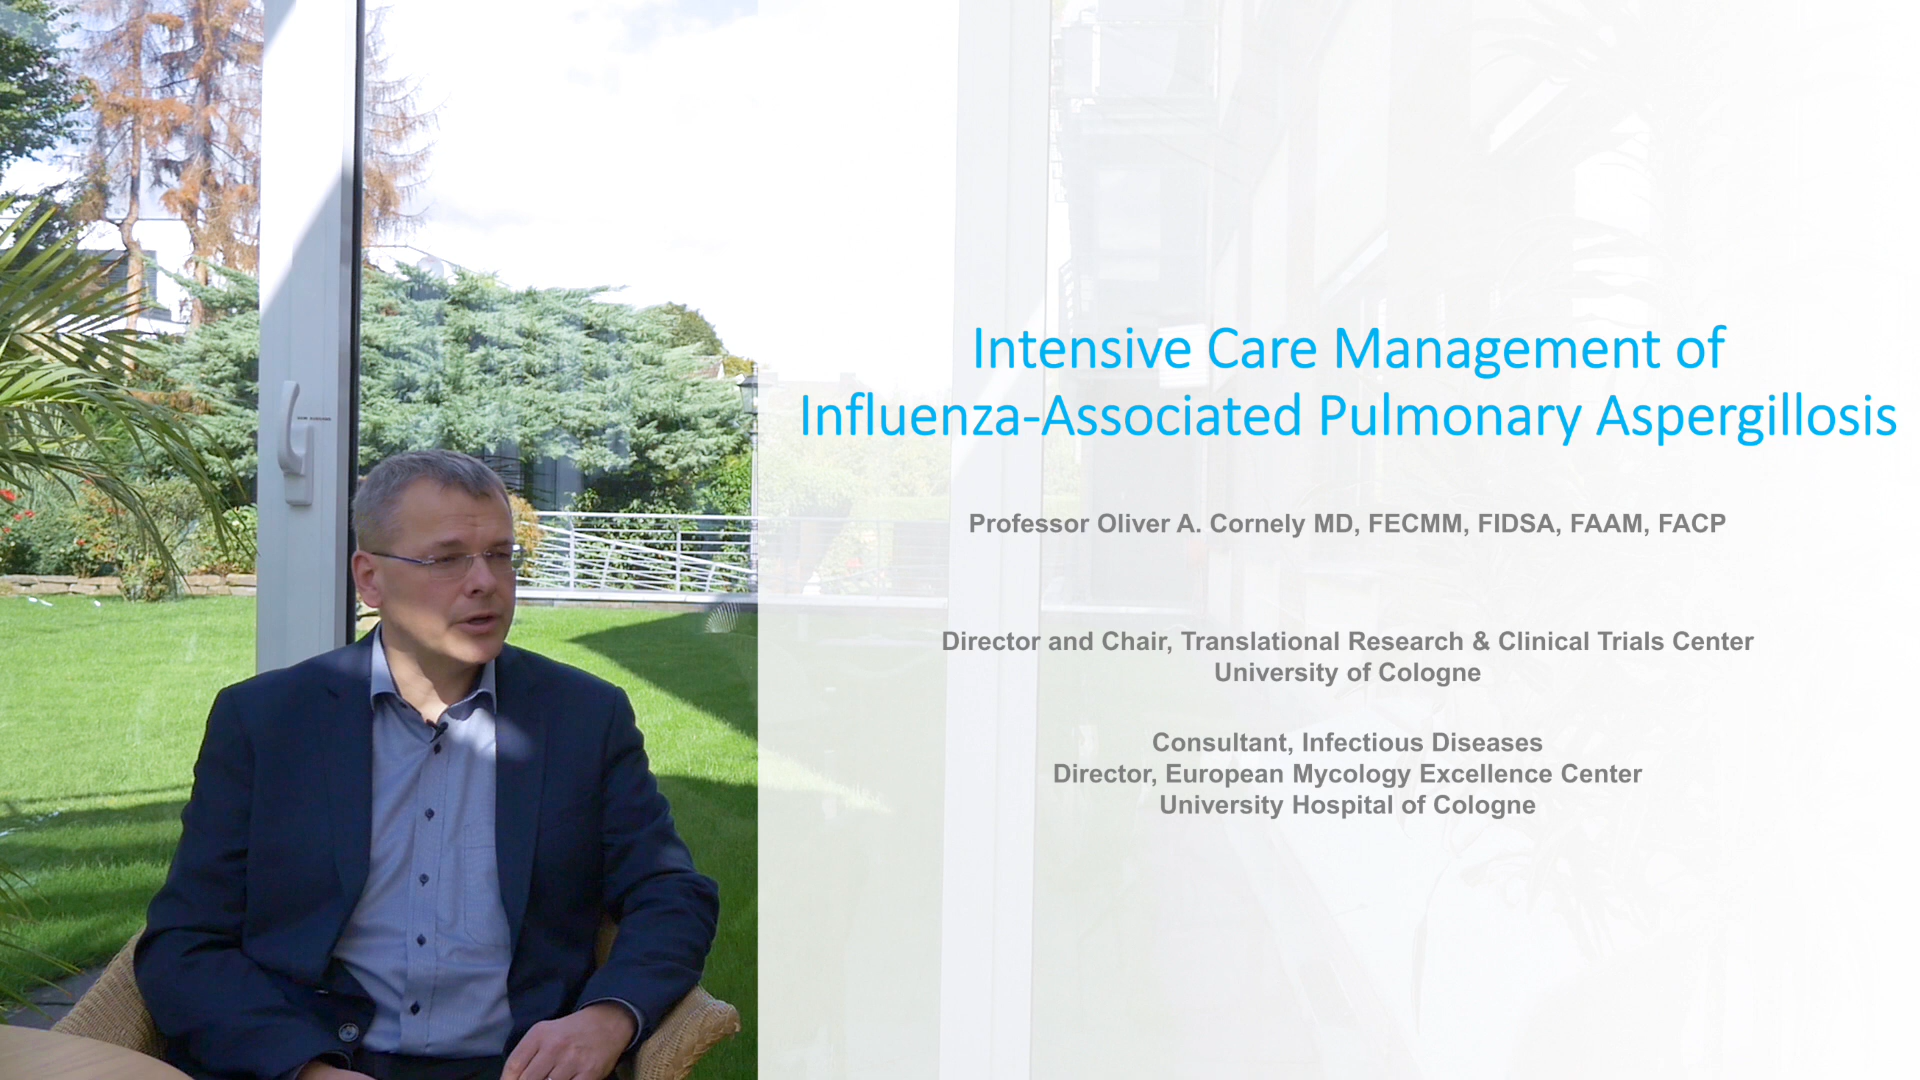 Intensive Care Management of
Influenza-Associated Pulmonary Aspergillosis
Professor Oliver A. Cornely MD, FECMM, FIDSA, FAAM, FACP
Director and Chair, Translational Research & Clinical Trials Center
University of Cologne
Consultant, Infectious Diseases
Director, European Mycology Excellence Center
University Hospital of Cologne